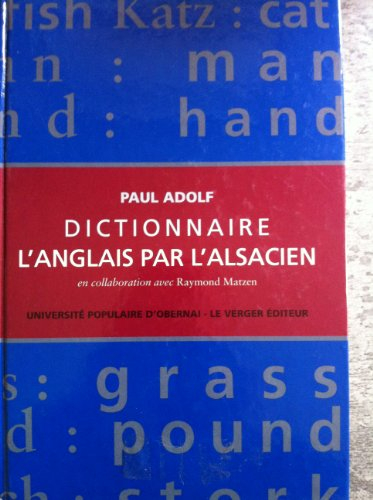 fish Katz : cat
n : man
nd : hand
PAUL ADOLF
DICTIONNAIRE
L'ANGLAIS PAR L'ALSACIEN
en collaboration avec Raymond Matzen
UNIVERSITÉ POPULAIRE D'OBERNAI - LE VERGER ÉDITEUR
s : grass
d : pound
h : stork